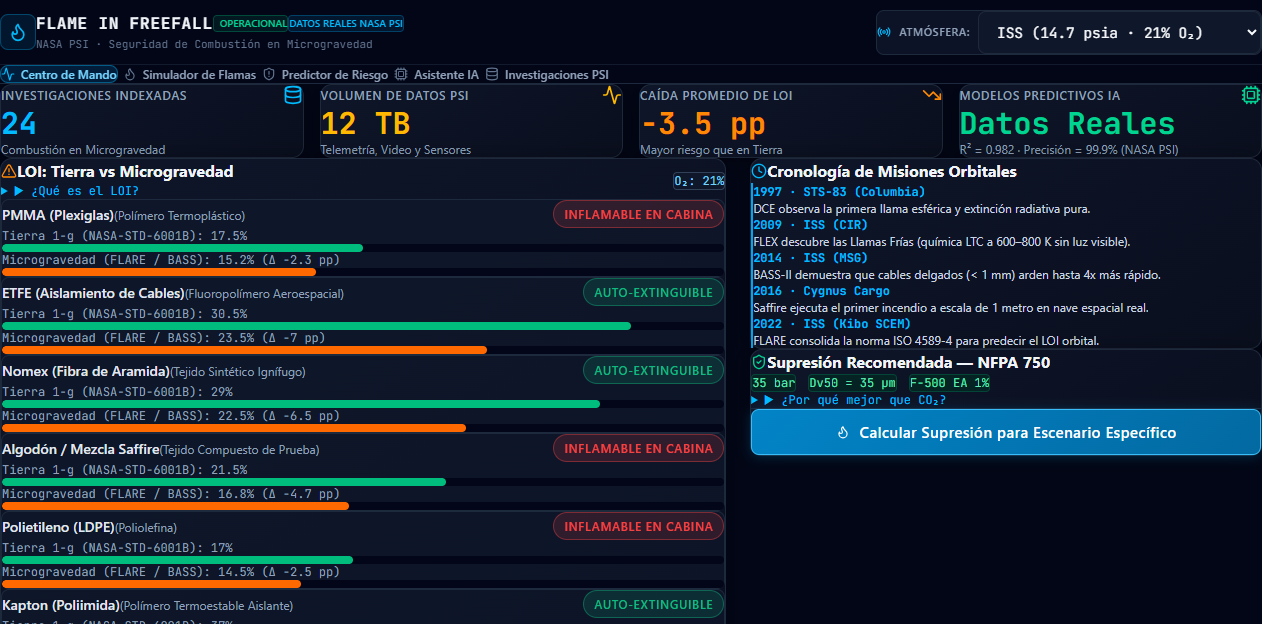 FLAME IN FREEFALL OPERACIONAL DATOS REALES NASA PSI
NASA PSI · Seguridad de Combustión en Microgravedad
ATMÓSFERA: ISS (14.7 psia · 21% O₂)
Centro de Mando Simulador de Flamas Predictor de Riesgo Asistente IA Investigaciones PSI
INVESTIGACIONES INDEXADAS
24
Combustión en Microgravedad
VOLUMEN DE DATOS PSI
12 TB
Telemetría, Video y Sensores
CAÍDA PROMEDIO DE LOI
-3.5 pp
Mayor riesgo que en Tierra
MODELOS PREDICTIVOS IA
Datos Reales
R² = 0.982 · Precisión = 99.9% (NASA PSI)
LOI: Tierra vs Microgravedad
▶ ▶ ¿Qué es el LOI?
O₂: 21%
PMMA (Plexiglas)(Polímero Termoplástico)
INFLAMABLE EN CABINA
Tierra 1-g (NASA-STD-6001B): 17.5%
Microgravedad (FLARE / BASS): 15.2% (Δ -2.3 pp)
ETFE (Aislamiento de Cables)(Fluoropolímero Aeroespacial)
AUTO-EXTINGUIBLE
Tierra 1-g (NASA-STD-6001B): 30.5%
Microgravedad (FLARE / BASS): 23.5% (Δ -7 pp)
Nomex (Fibra de Aramida)(Tejido Sintético Ignífugo)
AUTO-EXTINGUIBLE
Tierra 1-g (NASA-STD-6001B): 29%
Microgravedad (FLARE / BASS): 22.5% (Δ -6.5 pp)
Algodón / Mezcla Saffire(Tejido Compuesto de Prueba)
INFLAMABLE EN CABINA
Tierra 1-g (NASA-STD-6001B): 21.5%
Microgravedad (FLARE / BASS): 16.8% (Δ -4.7 pp)
Polietileno (LDPE)(Poliolefina)
INFLAMABLE EN CABINA
Tierra 1-g (NASA-STD-6001B): 17%
Microgravedad (FLARE / BASS): 14.5% (Δ -2.5 pp)
Kapton (Poliimida)(Polímero Termoestable Aislante)
AUTO-EXTINGUIBLE
Tierra 1-g (NASA-STD-6001B): 37%
Cronología de Misiones Orbitales
1997 · STS-83 (Columbia)
DCE observa la primera llama esférica y extinción radiativa pura.
2009 · ISS (CIR)
FLEX descubre las Llamas Frías (química LTC a 600–800 K sin luz visible).
2014 · ISS (MSG)
BASS-II demuestra que cables delgados (< 1 mm) arden hasta 4x más rápido.
2016 · Cygnus Cargo
Saffire ejecuta el primer incendio a escala de 1 metro en nave espacial real.
2022 · ISS (Kibo SCEM)
FLARE consolida la norma ISO 4589-4 para predecir el LOI orbital.
Supresión Recomendada — NFPA 750
35 bar Dv50 = 35 μm F-500 EA 1%
▶ ▶ ¿Por qué mejor que CO₂?
Calcular Supresión para Escenario Específico